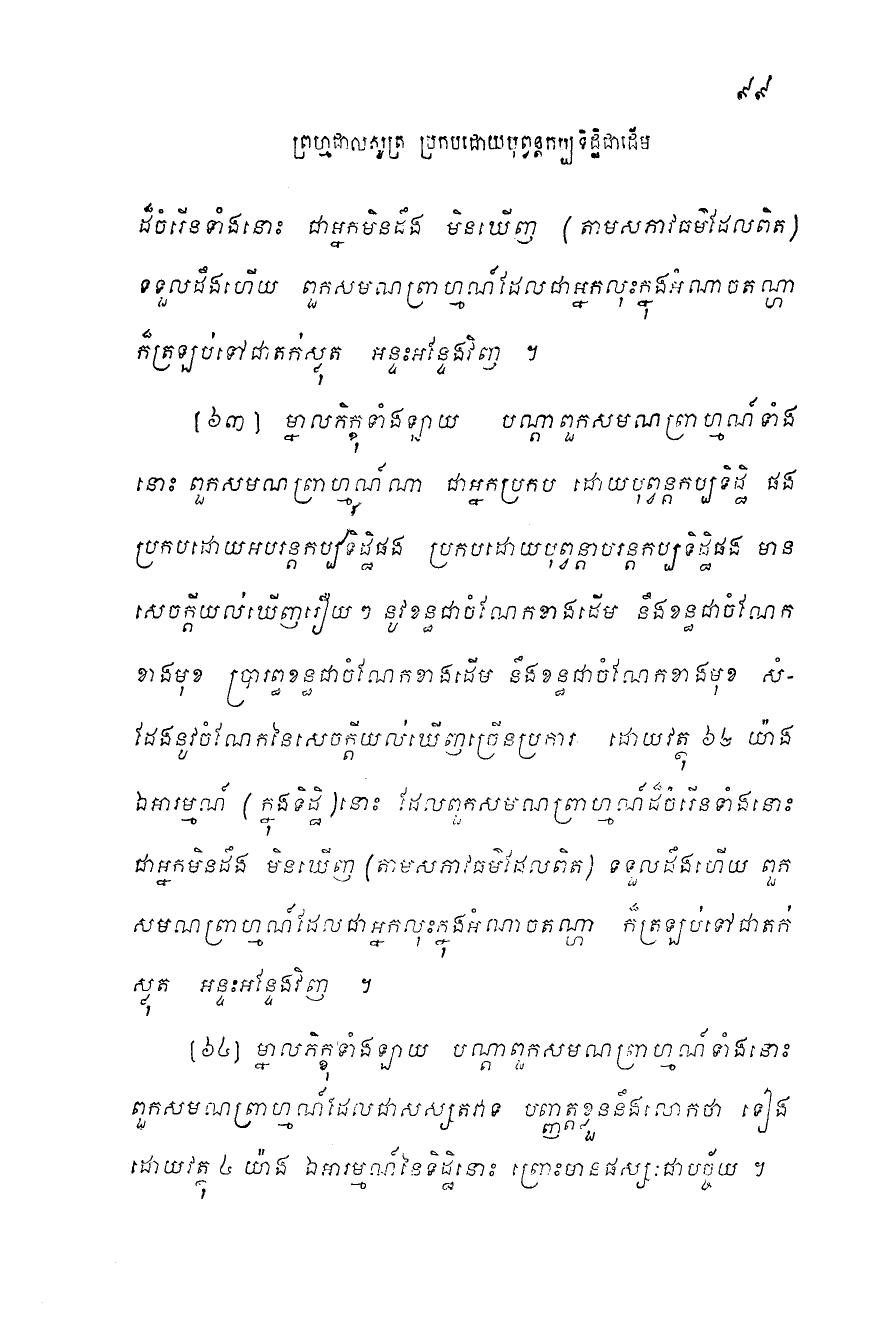 ៩៩
ព្រហ្មជាលសូត្រ ប្រកបដោយបុព្វន្តកប្បទិដ្ឋិជាដើម
ដ៏ចំរើនទាំងនោះ ជាអ្នកមិនដឹង មិនឃើញ (តាមសភាវធម៌ដែលពិត)
ទទួលដឹងហើយ ពួកសមណព្រាហ្មណ៍ដែលជាអ្នកលុះក្នុងអំណាចតណ្ហា
ក៏ត្រឡប់ទៅជាតក់ស្លុត អន្ទះអន្ទែងវិញ ។
[៦៣] ម្នាលភិក្ខុទាំងឡាយ បណ្តាពួកសមណព្រាហ្មណ៍ទាំង
នោះ ពួកសមណព្រាហ្មណ៍ណា ជាអ្នកប្រកប ដោយបុព្វន្តកប្បទិដ្ឋិ ផង
ប្រកបដោយអបរន្តកប្បទិដ្ឋិផង ប្រកបដោយបុព្វន្តាបរន្តកប្បទិដ្ឋិផង មាន
សេចក្តីយល់ឃើញរឿយៗ នូវខន្ធជាចំណែកខាងដើម នឹងខន្ធជាចំណែក
ខាងមុខ ប្រារព្ធខន្ធជាចំណែកខាងដើម នឹងខន្ធជាចំណែកខាងមុខ សំ-
ដែងនូវចំណែកនៃសេចក្តីយល់ឃើញច្រើនប្រការ ដោយវត្ថុ ៦២ យ៉ាង
ឯអារម្មណ៍ (ក្នុងទិដ្ឋិ)នោះ ដែលពួកសមណព្រាហ្មណ៍ដ៏ចំរើនទាំងនោះ
ជាអ្នកមិនដឹង មិនឃើញ (តាមសភាវធម៌ដែលពិត) ទទួលដឹងហើយ ពួក
សមណព្រាហ្មណ៍ដែលជាអ្នកលុះក្នុងអំណាចតណ្ហា ក៏ត្រឡប់ទៅជាតក់
ស្លុត អន្ទះអន្ទែងវិញ ។
[៦៤] ម្នាលភិក្ខុទាំងឡាយ បណ្តាពួកសមណព្រាហ្មណ៍ទាំងនោះ
ពួកសមណព្រាហ្មណ៍ដែលជាសស្សតវាទ បញ្ញត្តខ្លួននឹងលោកថា ទៀង
ដោយវត្ថុ ៤ យ៉ាង ឯអារម្មណ៍នៃទិដ្ឋិនោះ ព្រោះមានផស្សៈជាបច្ច័យ ។